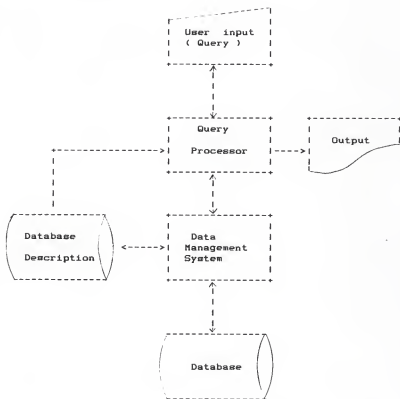 User input
( Query )
Query
Processor
Output
Database
Description
Data
Management
System
Database